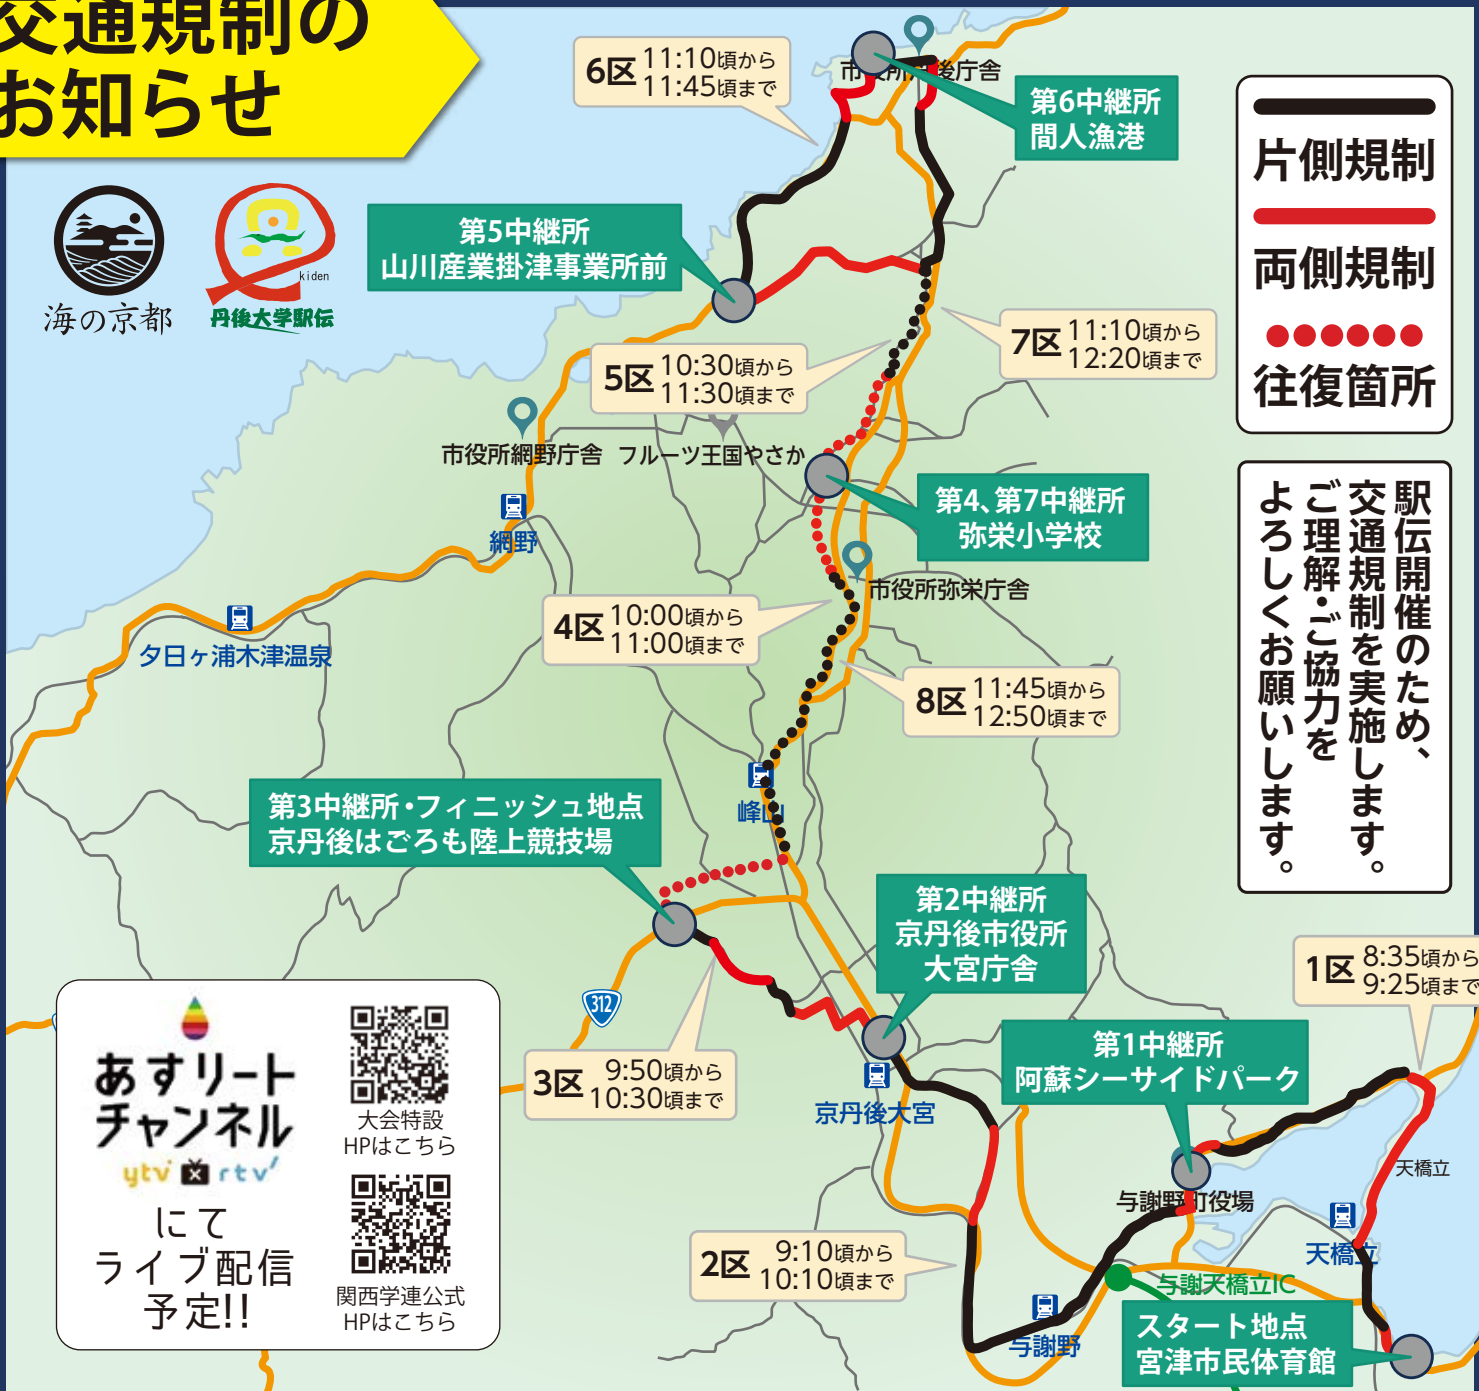 交通規制の
お知らせ
海の京都
kiden
丹後大学駅伝
6区 11:10頃から
11:45頃まで
第6中継所
間人漁港
第5中継所
山川産業掛津事業所前
7区 11:10頃から
12:20頃まで
5区 10:30頃から
11:30頃まで
市役所網野庁舎
フルーツ王国やさか
網野
第4、第7中継所
弥栄小学校
市役所弥栄庁舎
4区 10:00頃から
11:00頃まで
夕日ヶ浦木津温泉
8区 11:45頃から
12:50頃まで
峰山
第3中継所・フィニッシュ地点
京丹後はごろも陸上競技場
第2中継所
京丹後市役所
大宮庁舎
1区 8:35頃から
9:25頃まで
312
3区 9:50頃から
10:30頃まで
京丹後大宮
第1中継所
阿蘇シーサイドパーク
天橋立
与謝野町役場
天橋立
2区 9:10頃から
10:10頃まで
与謝天橋立IC
与謝野
スタート地点
宮津市民体育館
片側規制
両側規制
往復箇所
駅伝開催のため、
交通規制を実施します。
ご理解・ご協力を
よろしくお願いします。
あすリート
チャンネル
ytv × rtv
にて
ライブ配信
予定!!
大会特設
HPはこちら
関西学連公式
HPはこちら